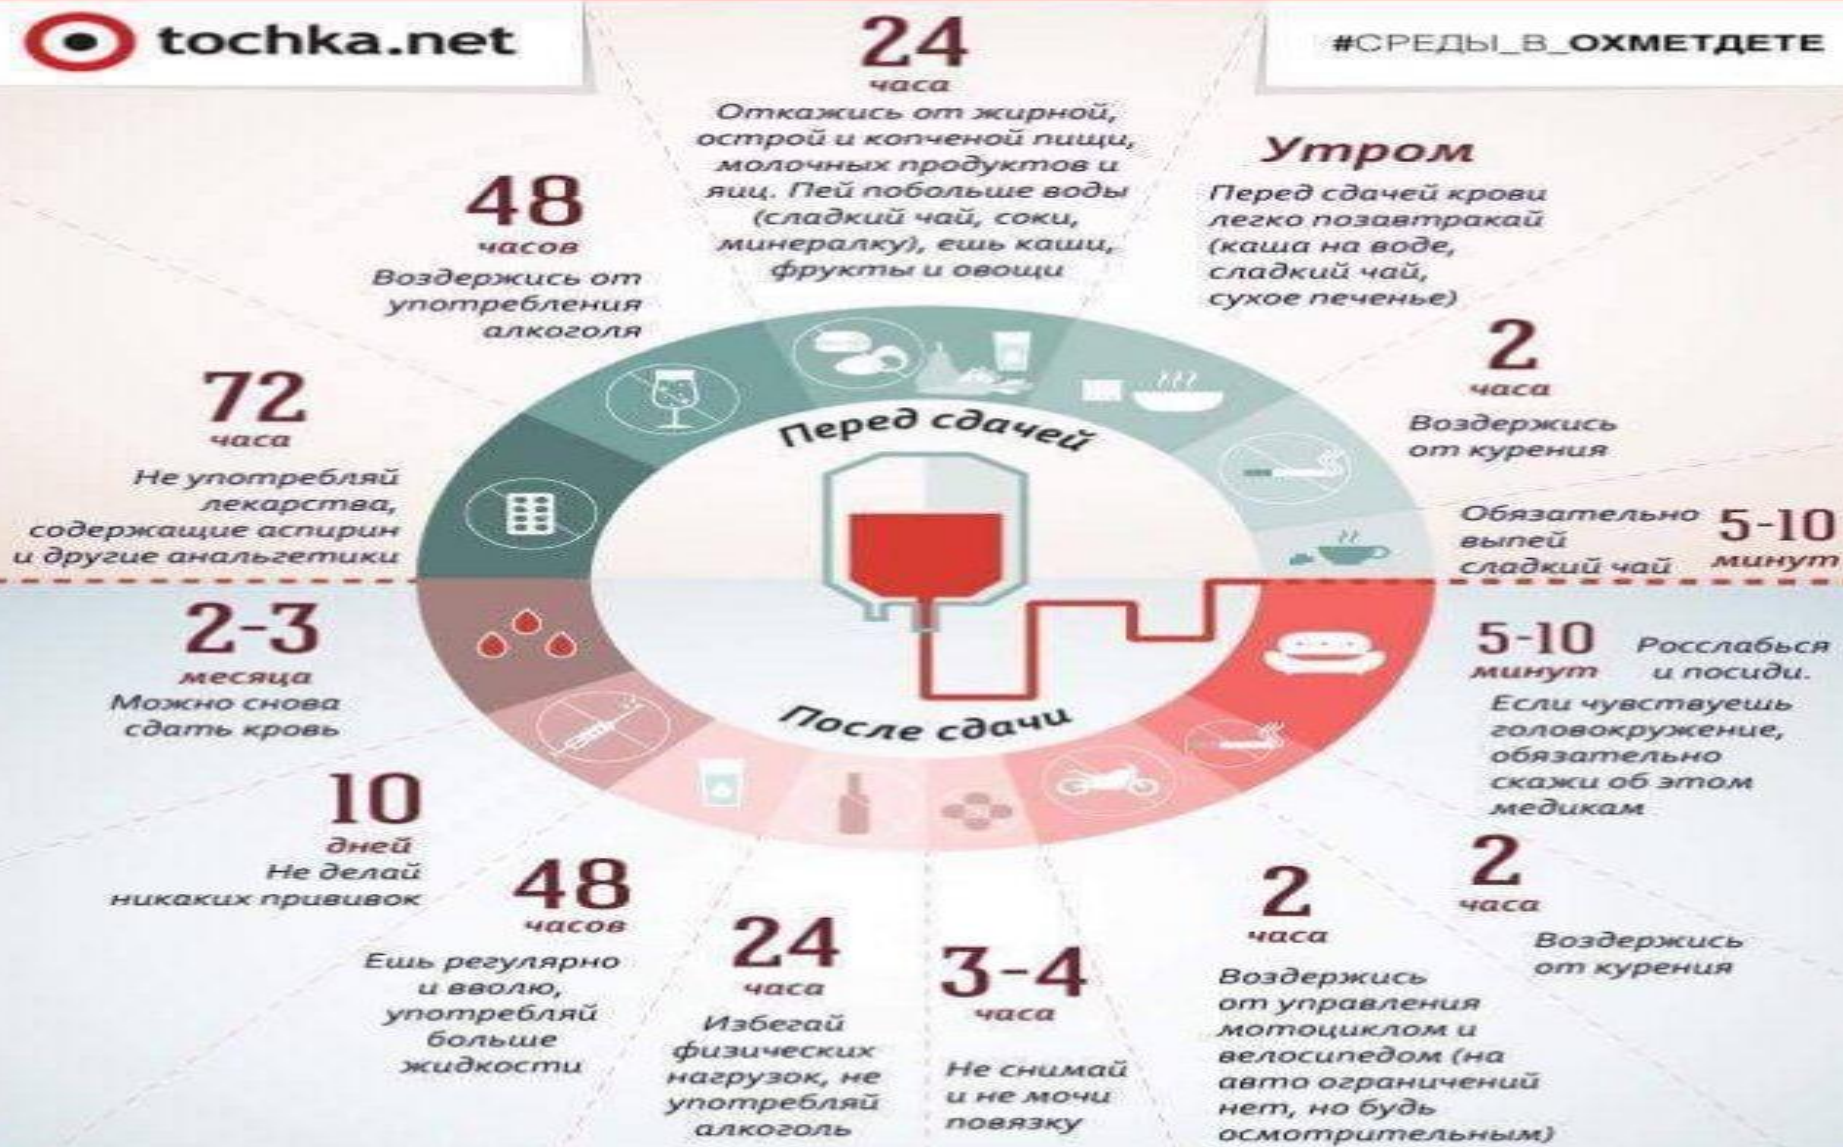 tochka.net
#СРЕДЫ_В_ОХМЕТДЕТЕ
24
часа
Откажись от жирной,
острой и копченой пищи,
молочных продуктов и
яиц. Пей побольше воды
(сладкий чай, соки,
минералку), ешь каши,
фрукты и овощи
Утром
Перед сдачей крови
легко позавтракай
(каша на воде,
сладкий чай,
сухое печенье)
48
часов
Воздержись от
употребления
алкоголя
2
часа
Воздержись
от курения
72
часа
Не употребляй
лекарства,
содержащие аспирин
и другие анальгетики
Обязательно
выпей
сладкий чай
5-10
минут
Перед сдачей
После сдачи
2-3
месяца
Можно снова
сдать кровь
5-10
минут
Росслабься
и посиди.
Если чувствуешь
головокружение,
обязательно
скажи об этом
медикам
10
дней
Не делай
никаких прививок
48
часов
Ешь регулярно
и вволю,
употребляй
больше
жидкости
24
часа
Избегай
физических
нагрузок, не
употребляй
алкоголь
3-4
часа
Не снимай
и не мочи
повязку
2
часа
Воздержись
от управления
мотоциклом и
велосипедом (на
авто ограничений
нет, но будь
осмотрительным)
2
часа
Воздержись
от курения